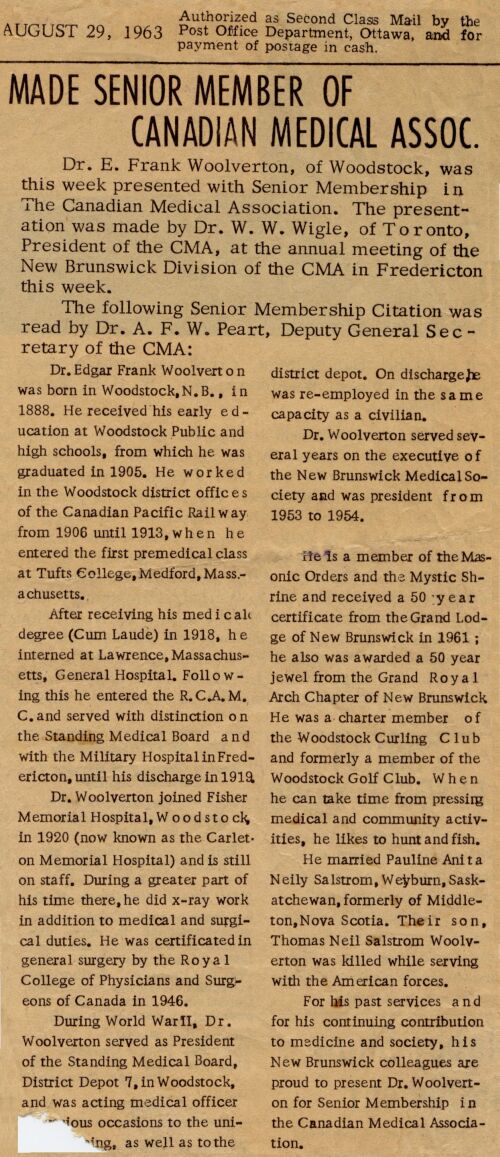 AUGUST 29, 1963
Authorized as Second Class Mail by the
Post Office Department, Ottawa, and for
payment of postage in cash.
MADE SENIOR MEMBER OF
CANADIAN MEDICAL ASSOC.
Dr. E. Frank Woolverton, of Woodstock, was
this week presented with Senior Membership in
The Canadian Medical Association. The present-
ation was made by Dr. W. W. Wigle, of Toronto,
President of the CMA, at the annual meeting of the
New Brunswick Division of the CMA in Fredericton
this week.
The following Senior Membership Citation was
read by Dr. A. F. W. Peart, Deputy General Sec-
retary of the CMA:
Dr. Edgar Frank Woolverton
was born in Woodstock, N.B., in
1888. He received his early ed-
ucation at Woodstock Public and
high schools, from which he was
graduated in 1905. He worked
in the Woodstock district offices
of the Canadian Pacific Railway
from 1906 until 1913, when he
entered the first premedical class
at Tufts College, Medford, Mass.-
achusetts.
After receiving his medical
degree (Cum Laude) in 1918, he
interned at Lawrence, Massachus-
etts, General Hospital. Follow-
ing this he entered the R.C.A.M.
C. and served with distinction on
the Standing Medical Board and
with the Military Hospital in Fred-
ericton, until his discharge in 1919.
Dr. Woolverton joined Fisher
Memorial Hospital, Woodstock,
in 1920 (now known as the Carlet-
on Memorial Hospital) and is still
on staff. During a greater part of
his time there, he did x-ray work
in addition to medical and surgi-
cal duties. He was certificated in
general surgery by the Royal
College of Physicians and Surg-
eons of Canada in 1946.
During World War II, Dr.
Woolverton served as President
of the Standing Medical Board,
District Depot 7, in Woodstock,
and was acting medical officer
occasions to the uni-
as well as to the
district depot. On discharge, he
was re-employed in the same
capacity as a civilian.
Dr. Woolverton served sev-
eral years on the executive of
the New Brunswick Medical So-
ciety and was president from
1953 to 1954.
He is a member of the Mas-
onic Orders and the Mystic Sh-
rine and received a 50 year
certificate from the Grand Lod-
ge of New Brunswick in 1961 ;
he also was awarded a 50 year
jewel from the Grand Royal
Arch Chapter of New Brunswick.
He was a charter member of
the Woodstock Curling Club
and formerly a member of the
Woodstock Golf Club. When
he can take time from pressing
medical and community activ-
ities, he likes to hunt and fish.
He married Pauline Anita
Neily Salstrom, Weyburn, Sask-
atchewan, formerly of Middle-
ton, Nova Scotia. Their son,
Thomas Neil Salstrom Woolv-
erton was killed while serving
with the American forces.
For his past services and
for his continuing contribution
to medicine and society, his
New Brunswick colleagues are
proud to present Dr. Woolvert-
on for Senior Membership in
the Canadian Medical Associa-
tion.